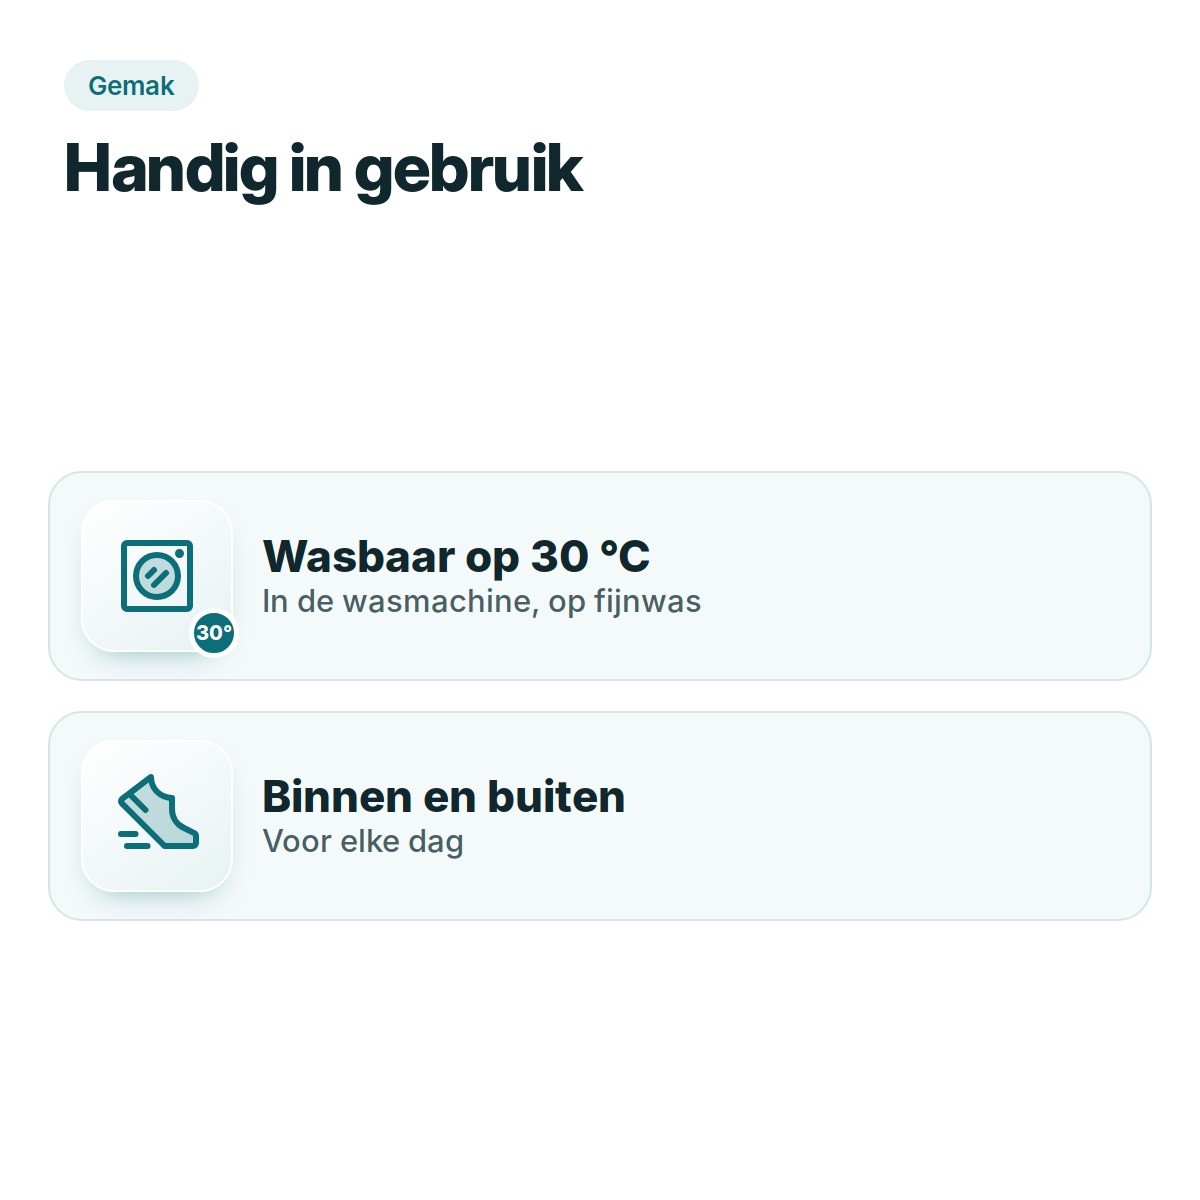 Gemak
Handig in gebruik
Wasbaar op 30 °C
In de wasmachine, op fijnwas
30°
Binnen en buiten
Voor elke dag